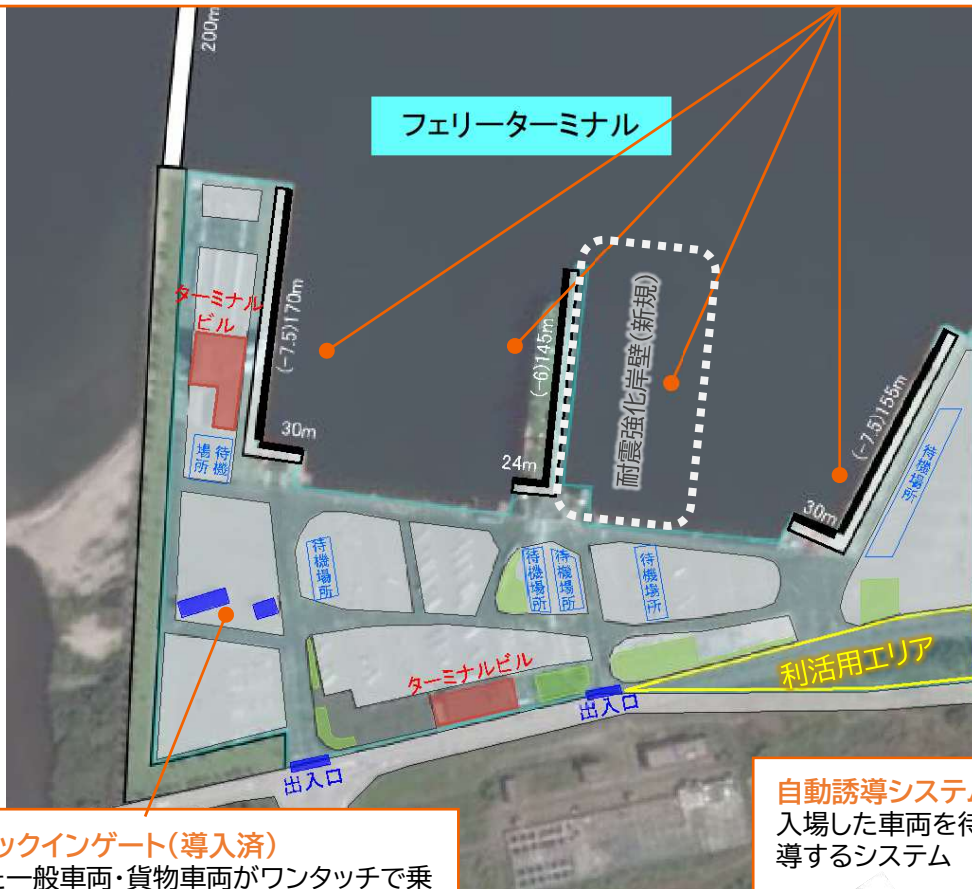 200m
フェリーターミナル
ターミナル
ビル
(-7.5)170m
30m
待機
場所
(-6)145m
24m
耐震強化岸壁(新規)
(-7.5)155m
30m
待機場所
待機場所
待機場所
待機場所
待機場所
ターミナルビル
利活用エリア
出入口
出入口
ックインゲート(導入済)
一般車両・貨物車両がワンタッチで乗
自動誘導システム
入場した車両を待
導するシステム